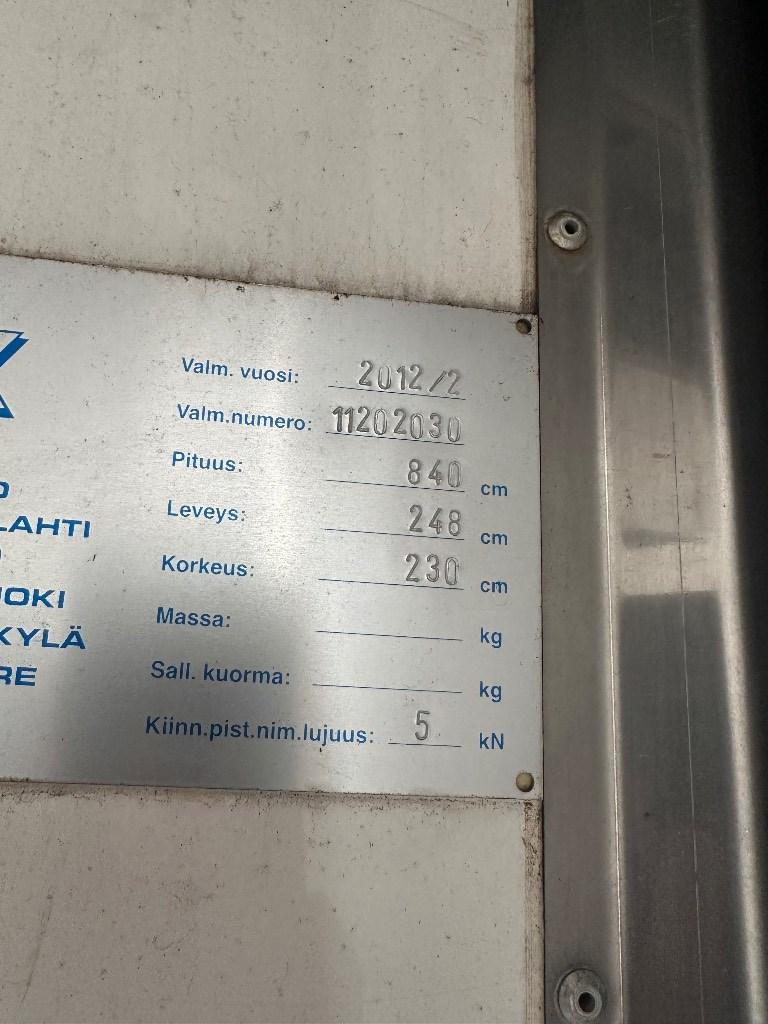 Valm. vuosi: 2012/2
Valm.numero: 11202030
Pituus: 840 cm
Leveys: 248 cm
Korkeus: 230 cm
Massa: kg
Sall. kuorma: kg
Kiinn.pist.nim.lujuus: 5 kN
LAHTI
OKI
KYLÄ
RE